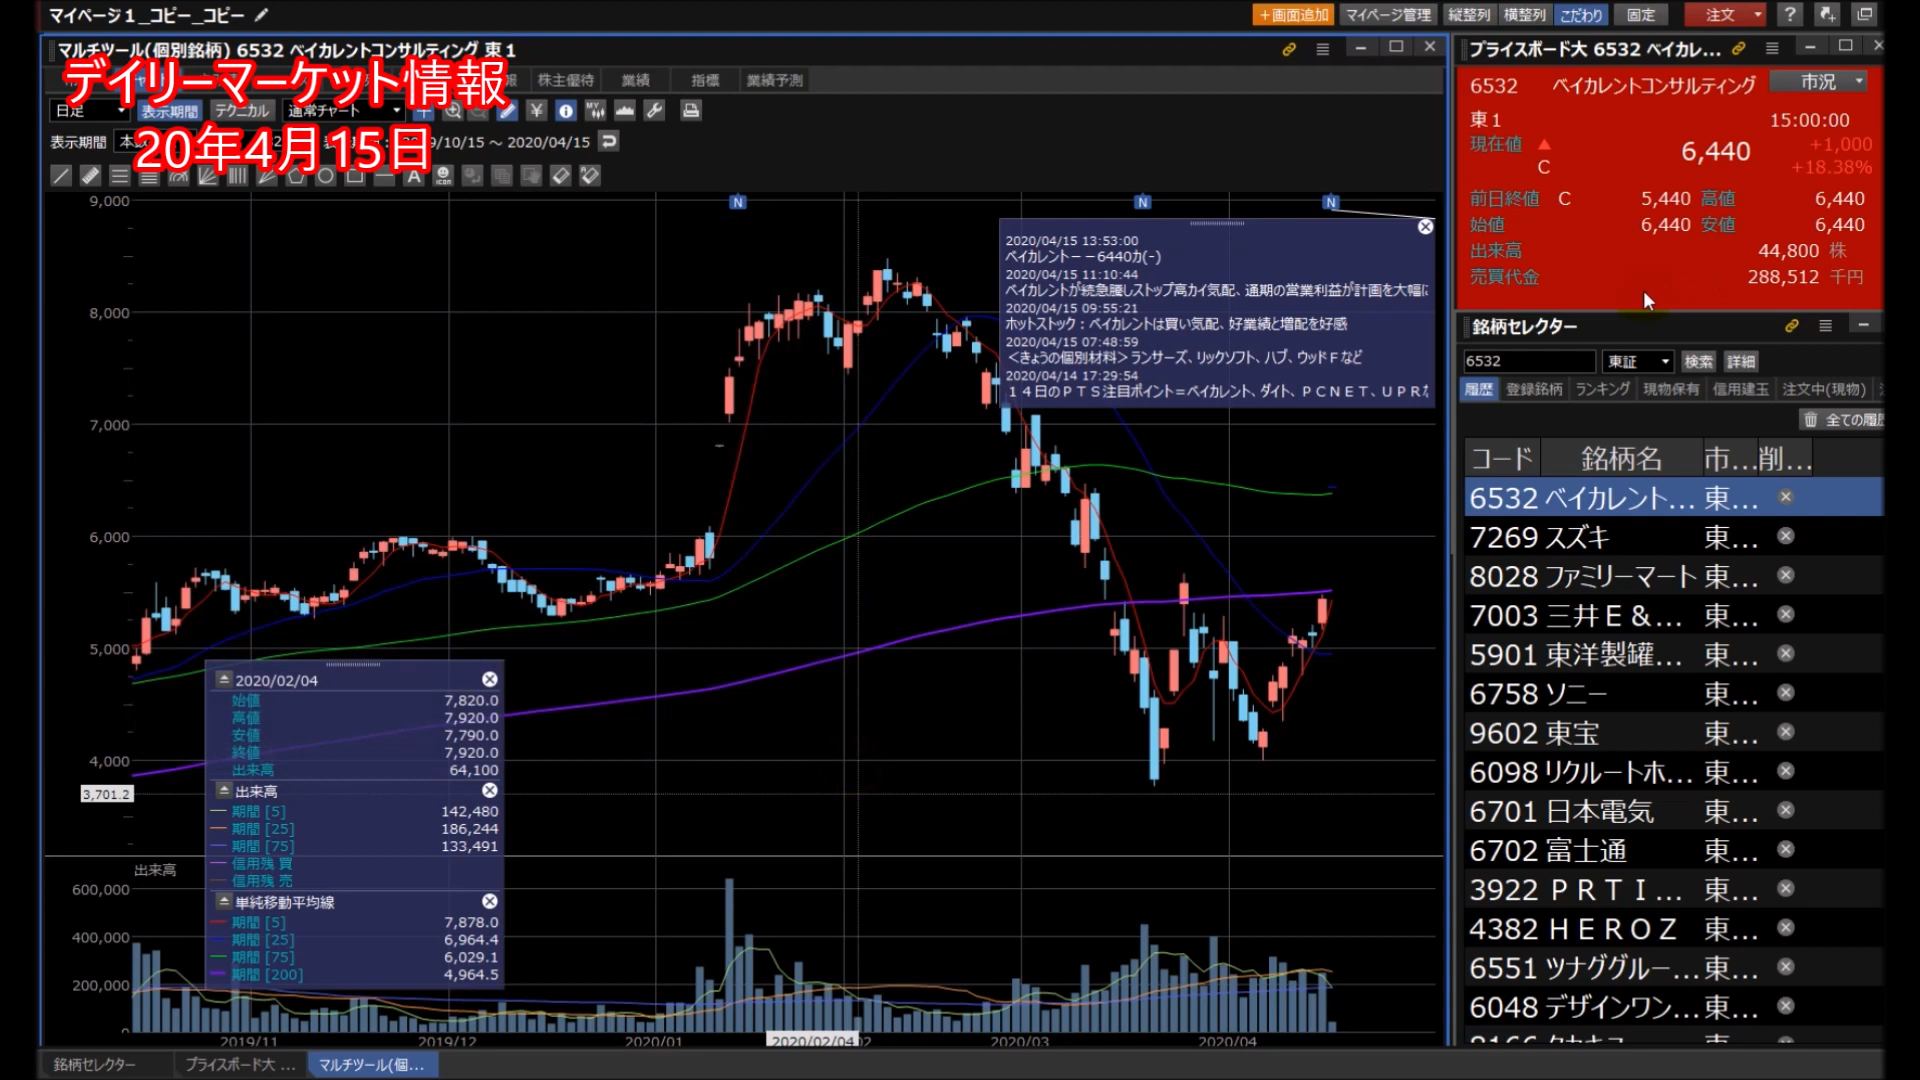 マイページ１_コピー_コピー
＋画面追加 マイページ管理 縦整列 横整列 こだわり 固定 注文 ?
マルチツール(個別銘柄) 6532 ベイカレントコンサルティング 東１
デイリーマーケット情報
20年4月15日
株主優待 業績 指標 業績予測
日足 表示期間 テクニカル 通常チャート
表示期間
～ 2020/04/15
9,000
8,000
7,000
6,000
5,000
4,000
3,701.2
N N N
2020/04/15 13:53:00
ベイカレント－－6440カ(-)
2020/04/15 11:10:44
ベイカレントが続急騰しストップ高カイ気配、通期の営業利益が計画を大幅に
2020/04/15 09:55:21
ホットストック：ベイカレントは買い気配、好業績と増配を好感
2020/04/15 07:48:59
＜きょうの個別材料＞ランサーズ、リックソフト、ハブ、ウッドＦなど
2020/04/14 17:29:54
１４日のＰＴＳ注目ポイント＝ベイカレント、ダイト、ＰＣＮＥＴ、ＵＰＲな
2020/02/04
始値 7,820.0
高値 7,920.0
安値 7,790.0
終値 7,920.0
出来高 64,100
出来高
期間 [5] 142,480
期間 [25] 186,244
期間 [75] 133,491
信用残 買
信用残 売
単純移動平均線
期間 [5] 7,878.0
期間 [25] 6,964.4
期間 [75] 6,029.1
期間 [200] 4,964.5
出来高
600,000
400,000
200,000
0
2019/11 2019/12 2020/01 2020/02/04 2020/03 2020/04
銘柄セレクター プライスボード大 ... マルチツール(個...
プライスボード大 6532 ベイカレ...
6532 ベイカレントコンサルティング 市況
東１ 15:00:00
現在値 ▲ 6,440 +1,000
C +18.38%
前日終値 C 5,440 高値 6,440
始値 6,440 安値 6,440
出来高 44,800 株
売買代金 288,512 千円
銘柄セレクター
6532 東証 検索 詳細
履歴 登録銘柄 ランキング 現物保有 信用建玉 注文中(現物)
全ての履歴
コード 銘柄名 市... 削...
6532 ベイカレント... 東...
7269 スズキ 東...
8028 ファミリーマート 東...
7003 三井Ｅ＆... 東...
5901 東洋製罐... 東...
6758 ソニー 東...
9602 東宝 東...
6098 リクルートホ... 東...
6701 日本電気 東...
6702 富士通 東...
3922 ＰＲＴＩ... 東...
4382 ＨＥＲＯＺ 東...
6551 ツナググルー... 東...
6048 デザインワン... 東...